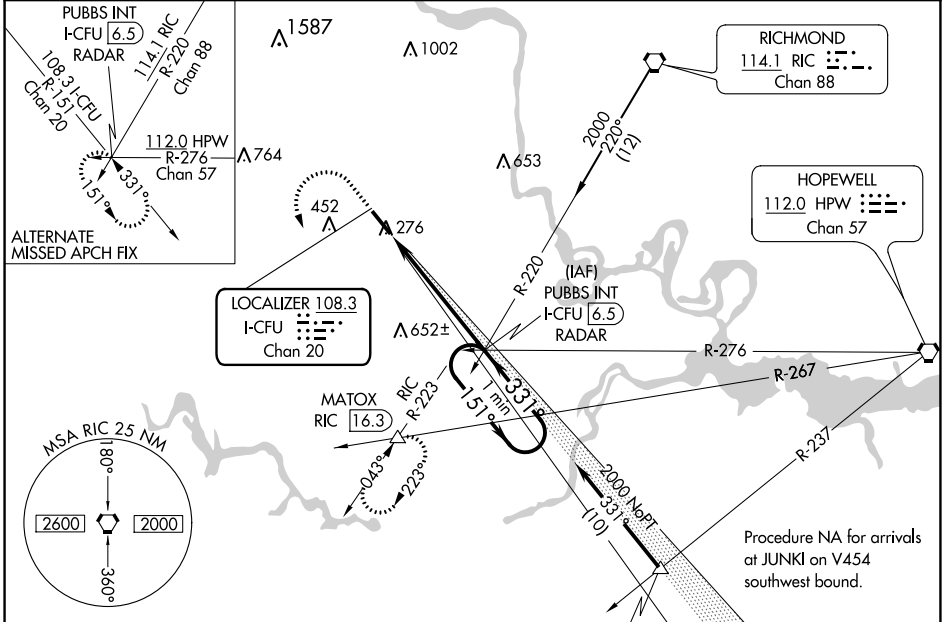 PUBBS INT
I-CFU 6.5
RADAR
114.1 RIC
R-220
Chan 88
108.3 I-CFU
R-151
Chan 20
112.0 HPW
R-276
Chan 57
151°
331°
ALTERNATE
MISSED APCH FIX
1587
1002
764
653
452
276
652±
RICHMOND
114.1 RIC
Chan 88
2000
220°
(12)
R-220
HOPEWELL
112.0 HPW
Chan 57
(IAF)
PUBBS INT
I-CFU 6.5
RADAR
LOCALIZER 108.3
I-CFU
Chan 20
R-276
R-267
R-237
RIC
R-223
MATOX
RIC 16.3
043°
223°
1 min
331°
151°
2000 NoPT
331°
(10)
MSA RIC 25 NM
180°
2600
2000
360°
Procedure NA for arrivals
at JUNKI on V454
southwest bound.